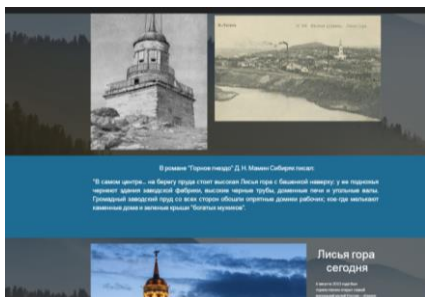 В романе "Горное гнездо" Д. Н. Мамин Сибиряк писал:
"В самом центре... на берегу пруда стоит высокая Лисья гора с башенкой наверху; у ее подножья
чернеют здания заводской фабрики, высокие черные трубы, доменные печи и угольные валы.
Громадный заводский пруд со всех сторон обошли опрятные домики рабочих; кое-где мелькают
каменные дома и зеленые крыши "богатых мужиков".
Лисья гора
сегодня